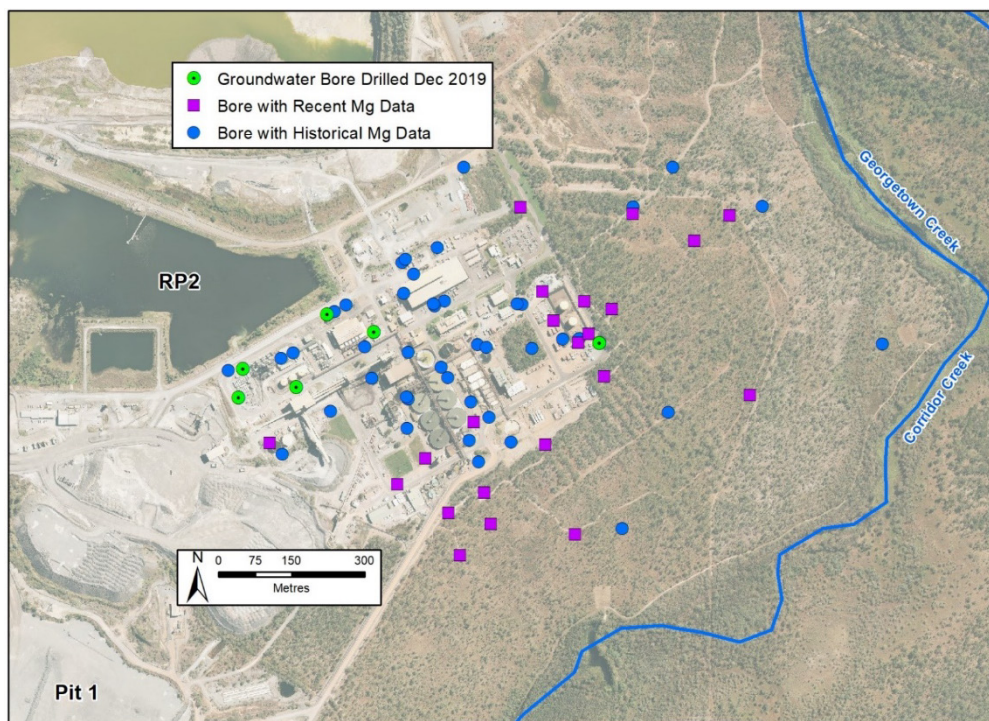 Groundwater Bore Drilled Dec 2019
Bore with Recent Mg Data
Bore with Historical Mg Data
Georgetown Creek
RP2
Corridor Creek
N
0 75 150 300
Metres
Pit 1